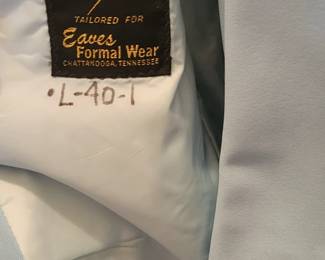 TAILORED FOR
Eaves
Formal Wear
CHATTANOOGA, TENNESSEE
•L-40-1